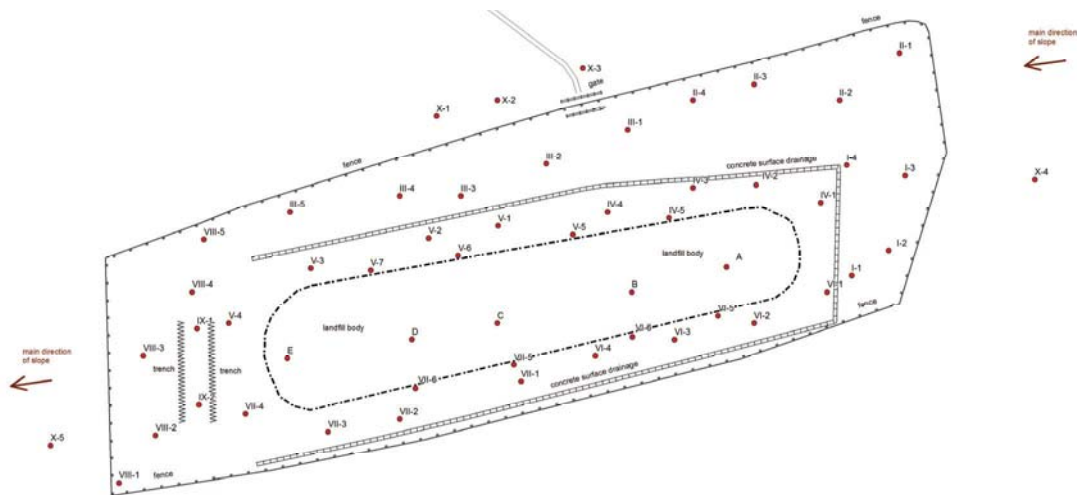 fence
main direction
of slope
II-1
X-3
gate
II-3
X-2
II-4
II-2
X-1
III-1
fence
III-2
concrete surface drainage
I-4
I-3
X-4
III-4
III-3
IV-3
IV-2
IV-1
III-5
IV-4
IV-5
V-1
VIII-5
V-2
V-5
V-6
landfill body
I-2
V-3
V-7
A
I-1
VIII-4
B
VI-1
fence
IX-1
V-4
landfill body
C
VI-5
VI-2
D
VI-6
VI-3
main direction
of slope
VIII-3
E
VI-4
trench
trench
VII-5
VII-1
concrete surface drainage
VII-6
VII-4
VII-2
VII-3
VIII-2
X-5
VIII-1
fence